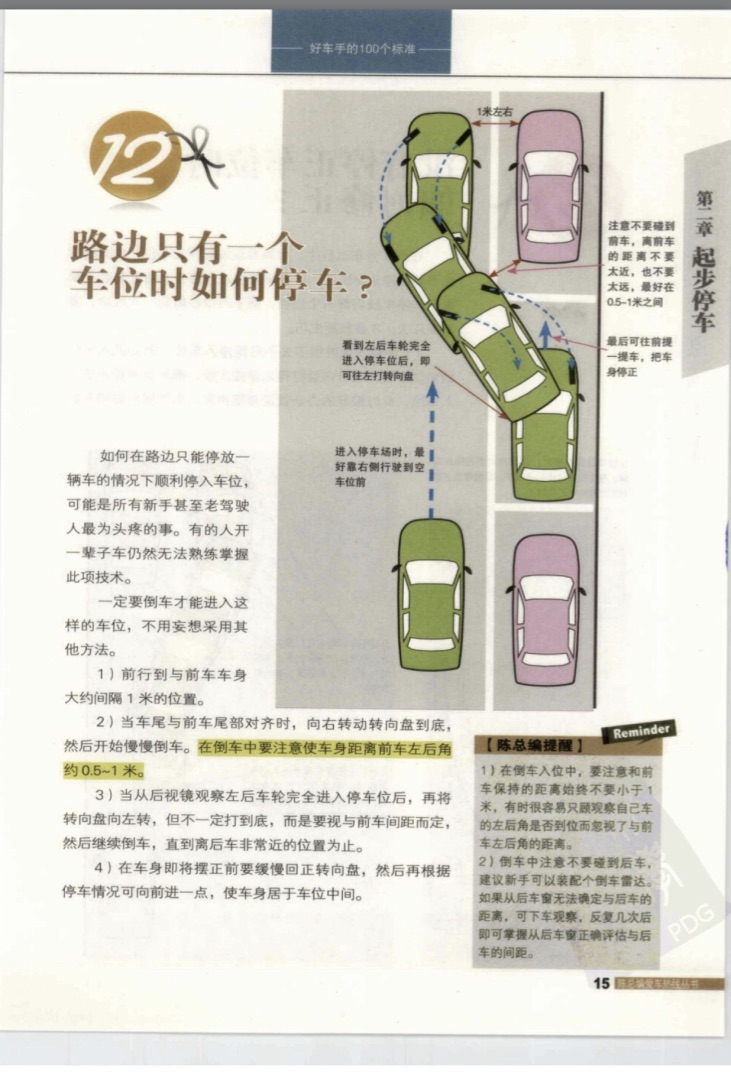 好车手的100个标准
12
路边只有一个
车位时如何停车?
1米左右
注意不要碰到
前车，离前车
的距离不要
太近，也不要
太远，最好在
0.5~1米之间
最后可往前提
一提车，把车
身停正
看到左后车轮完全
进入停车位后，即
可往左打转向盘
进入停车场时，最
好靠右侧行驶到空
车位前
第二章 起步停车
如何在路边只能停放一
辆车的情况下顺利停入车位，
可能是所有新手甚至老驾驶
人最为头疼的事。有的人开
一辈子车仍然无法熟练掌握
此项技术。
一定要倒车才能进入这
样的车位，不用妄想采用其
他方法。
1）前行到与前车车身
大约间隔 1 米的位置。
2）当车尾与前车尾部对齐时，向右转动转向盘到底，
然后开始慢慢倒车。在倒车中要注意使车身距离前车左后角
约 0.5~1 米。
3）当从后视镜观察左后车轮完全进入停车位后，再将
转向盘向左转，但不一定打到底，而是要视与前车间距而定，
然后继续倒车，直到离后车非常近的位置为止。
4）在车身即将摆正前要缓慢回正转向盘，然后再根据
停车情况可向前进一点，使车身居于车位中间。
Reminder
【陈总编提醒】
1）在倒车入位中，要注意和前
车保持的距离始终不要小于 1
米，有时很容易只顾观察自己车
的左后角是否到位而忽视了与前
车左后角的距离。
2）倒车中注意不要碰到后车，
建议新手可以装配个倒车雷达。
如果从后车窗无法确定与后车的
距离，可下车观察，反复几次后
即可掌握从后车窗正确评估与后
车的间距。
PDG
15 陈总编爱车热线丛书